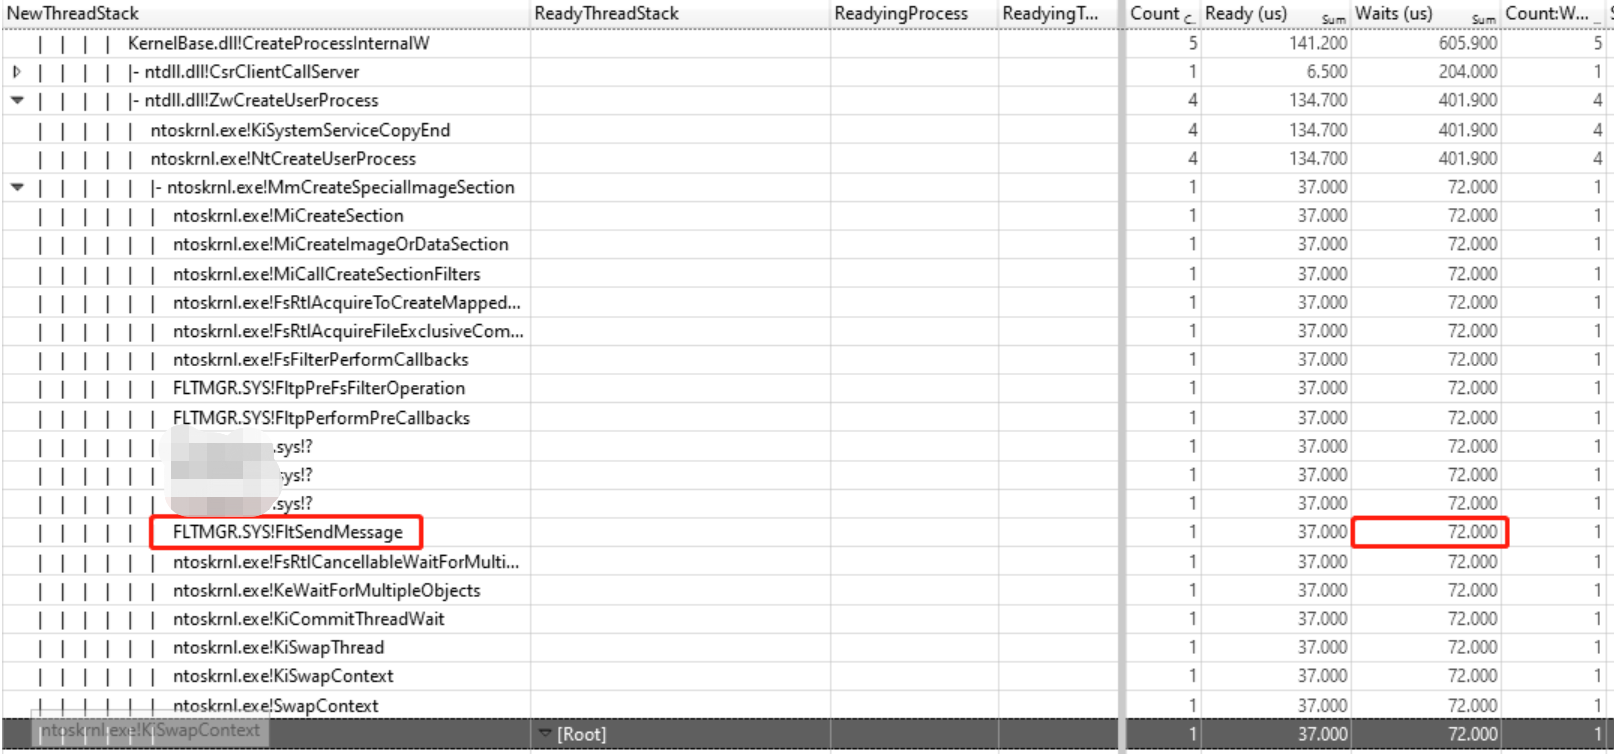 NewThreadStack ReadyThreadStack ReadyingProcess ReadyingT... Count C.. Ready (us) Sum Waits (us) Sum Count:W... ..
| | | | KernelBase.dll!CreateProcessInternalW 5 141.200 605.900 5
| | | | |- ntdll.dll!CsrClientCallServer 1 6.500 204.000 1
| | | | |- ntdll.dll!ZwCreateUserProcess 4 134.700 401.900 4
| | | | | ntoskrnl.exe!KiSystemServiceCopyEnd 4 134.700 401.900 4
| | | | | ntoskrnl.exe!NtCreateUserProcess 4 134.700 401.900 4
| | | | | |- ntoskrnl.exe!MmCreateSpecialImageSection 1 37.000 72.000 1
| | | | | | ntoskrnl.exe!MiCreateSection 1 37.000 72.000 1
| | | | | | ntoskrnl.exe!MiCreateImageOrDataSection 1 37.000 72.000 1
| | | | | | ntoskrnl.exe!MiCallCreateSectionFilters 1 37.000 72.000 1
| | | | | | ntoskrnl.exe!FsRtlAcquireToCreateMapped... 1 37.000 72.000 1
| | | | | | ntoskrnl.exe!FsRtlAcquireFileExclusiveCom... 1 37.000 72.000 1
| | | | | | ntoskrnl.exe!FsFilterPerformCallbacks 1 37.000 72.000 1
| | | | | | FLTMGR.SYS!FltpPreFsFilterOperation 1 37.000 72.000 1
| | | | | | FLTMGR.SYS!FltpPerformPreCallbacks 1 37.000 72.000 1
| | | | | | .sys!? 1 37.000 72.000 1
| | | | | | sys!? 1 37.000 72.000 1
| | | | | | .sys!? 1 37.000 72.000 1
| | | | | | FLTMGR.SYS!FltSendMessage 1 37.000 72.000 1
| | | | | | ntoskrnl.exe!FsRtlCancellableWaitForMulti... 1 37.000 72.000 1
| | | | | | ntoskrnl.exe!KeWaitForMultipleObjects 1 37.000 72.000 1
| | | | | | ntoskrnl.exe!KiCommitThreadWait 1 37.000 72.000 1
| | | | | | ntoskrnl.exe!KiSwapThread 1 37.000 72.000 1
| | | | | | ntoskrnl.exe!KiSwapContext 1 37.000 72.000 1
| | | | | | ntoskrnl.exe!SwapContext 1 37.000 72.000 1
ntoskrnl.exe!KiSwapContext [Root] 1 37.000 72.000 1